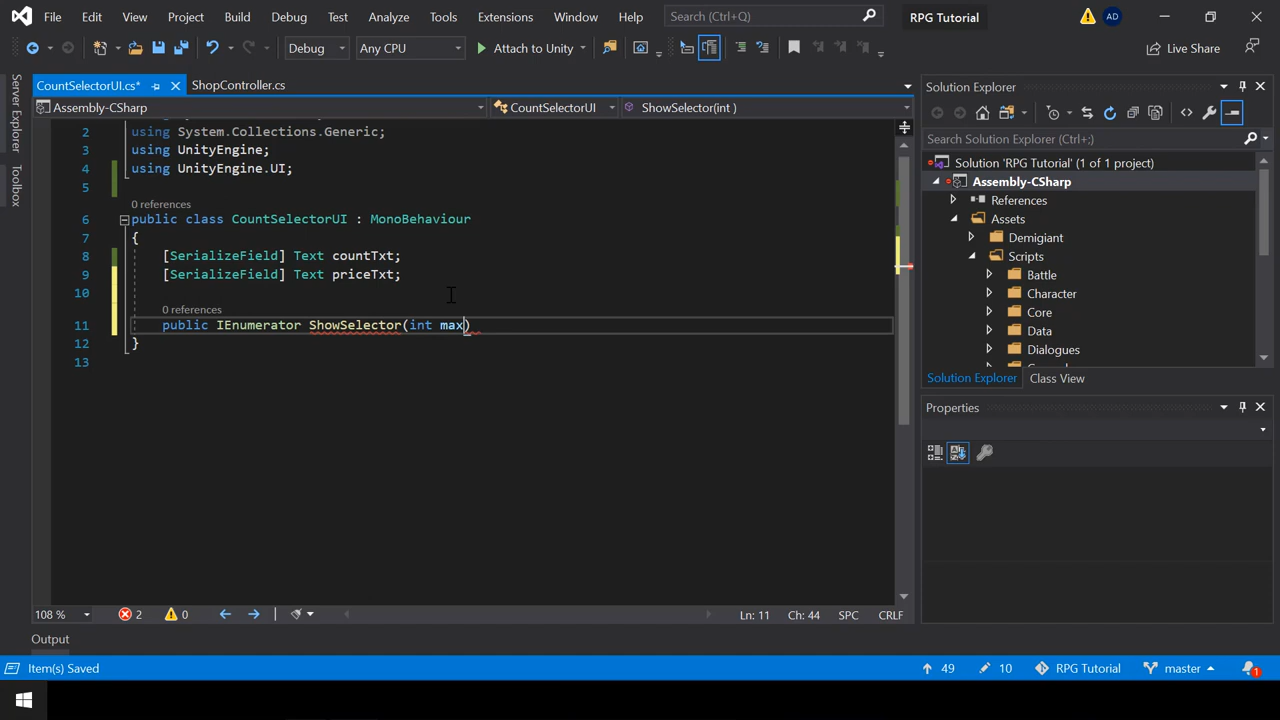 File Edit View Project Build Debug Test Analyze Tools Extensions Window Help Search (Ctrl+Q) RPG Tutorial AD
Debug Any CPU Attach to Unity Live Share
Server Explorer
Toolbox
CountSelectorUI.cs* ShopController.cs
Assembly-CSharp CountSelectorUI ShowSelector(int )
2 using System.Collections.Generic;
3 using UnityEngine;
4 using UnityEngine.UI;
5
0 references
6 public class CountSelectorUI : MonoBehaviour
7 {
8 [SerializeField] Text countTxt;
9 [SerializeField] Text priceTxt;
10
0 references
11 public IEnumerator ShowSelector(int max)
12 }
13
108 % 2 0 Ln: 11 Ch: 44 SPC CRLF
Output
Solution Explorer
Search Solution Explorer (Ctrl+;)
Solution 'RPG Tutorial' (1 of 1 project)
Assembly-CSharp
References
Assets
Demigiant
Scripts
Battle
Character
Core
Data
Dialogues
Solution Explorer Class View
Properties
Item(s) Saved 49 10 RPG Tutorial master 1